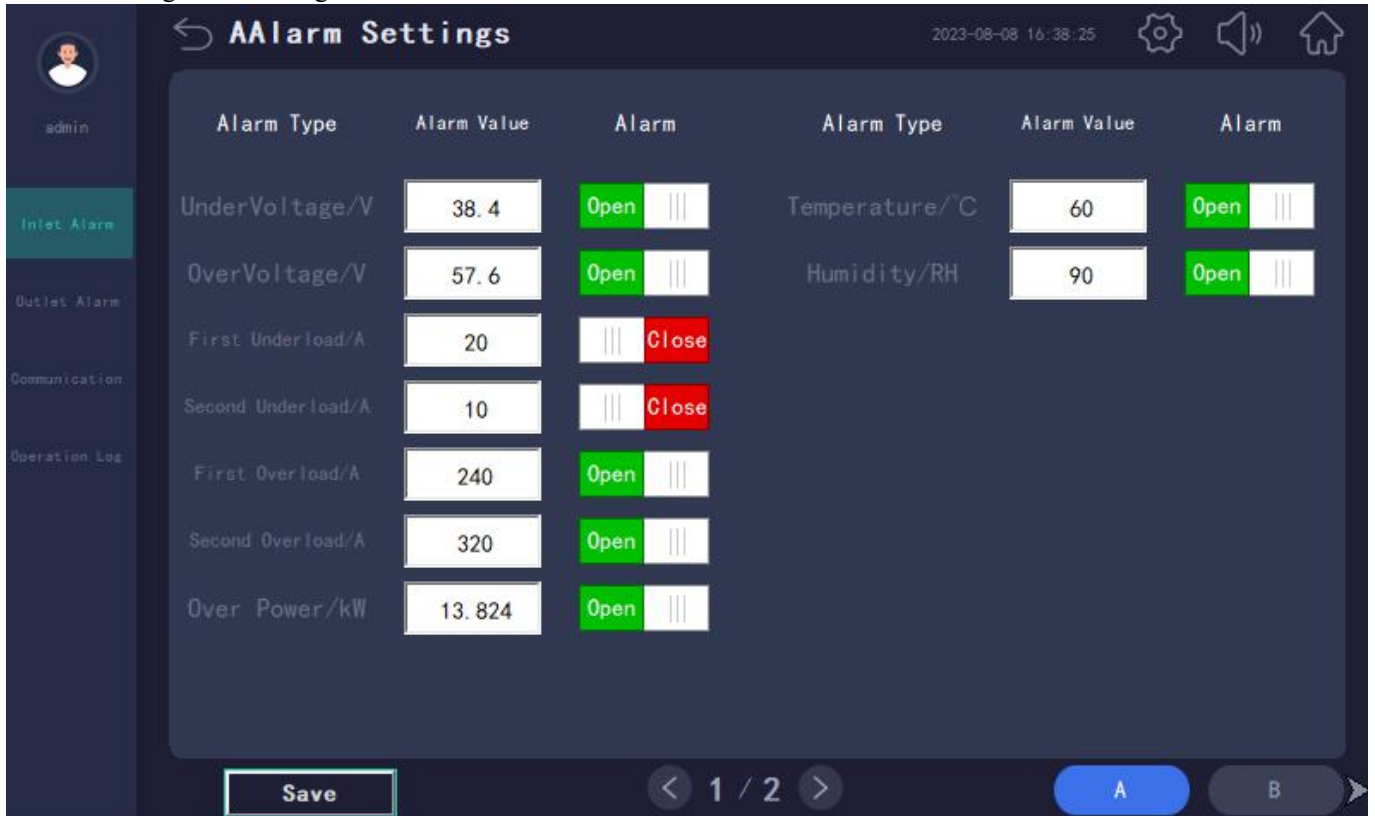 AAlarm Settings
2023-08-08 16:38:25
admin
Inlet Alarm
Outlet Alarm
Communication
Operation Log
Alarm Type Alarm Value Alarm Alarm Type Alarm Value Alarm
UnderVoltage/V 38.4 Open Temperature/℃ 60 Open
OverVoltage/V 57.6 Open Humidity/RH 90 Open
First Underload/A 20 Close
Second Underload/A 10 Close
First Overload/A 240 Open
Second Overload/A 320 Open
Over Power/kW 13.824 Open
Save < 1 / 2 > A B